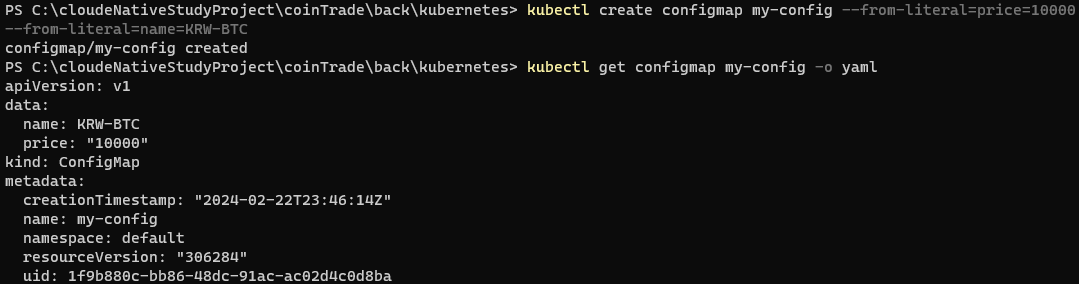 PS C:\cloudeNativeStudyProject\coinTrade\back\kubernetes> kubectl create configmap my-config --from-literal=price=10000
--from-literal=name=KRW-BTC
configmap/my-config created
PS C:\cloudeNativeStudyProject\coinTrade\back\kubernetes> kubectl get configmap my-config -o yaml
apiVersion: v1
data:
  name: KRW-BTC
  price: "10000"
kind: ConfigMap
metadata:
  creationTimestamp: "2024-02-22T23:46:14Z"
  name: my-config
  namespace: default
  resourceVersion: "306284"
  uid: 1f9b880c-bb86-48dc-91ac-ac02d4c0d8ba